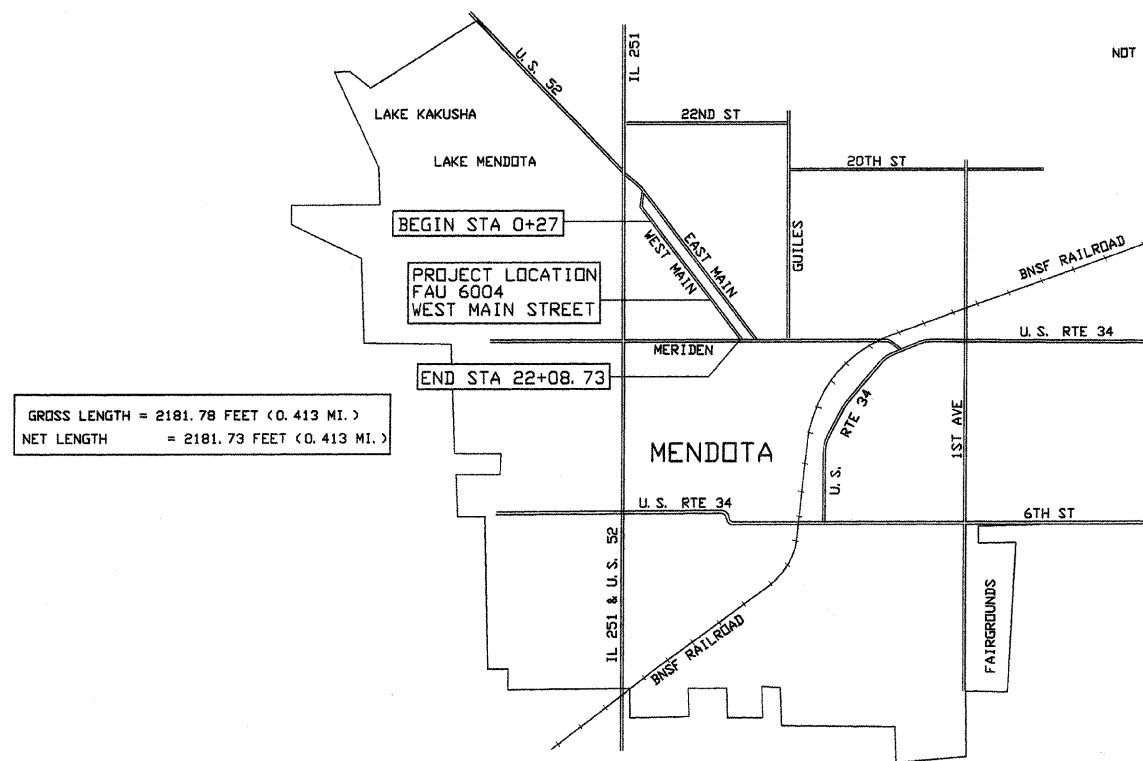 U. S. 52
IL 251
NOT
LAKE KAKUSHA
22ND ST
LAKE MENDOTA
20TH ST
BEGIN STA 0+27
EAST MAIN
WEST MAIN
GUILES
BNSF RAILROAD
PROJECT LOCATION
FAU 6004
WEST MAIN STREET
U. S. RTE 34
MERIDEN
END STA 22+08. 73
GROSS LENGTH = 2181. 78 FEET (0. 413 MI. )
NET LENGTH = 2181. 73 FEET (0. 413 MI. )
MENDOTA
U. S. RTE 34
1ST AVE
U. S. RTE 34
6TH ST
IL 251 & U. S. 52
BNSF RAILROAD
FAIRGROUNDS